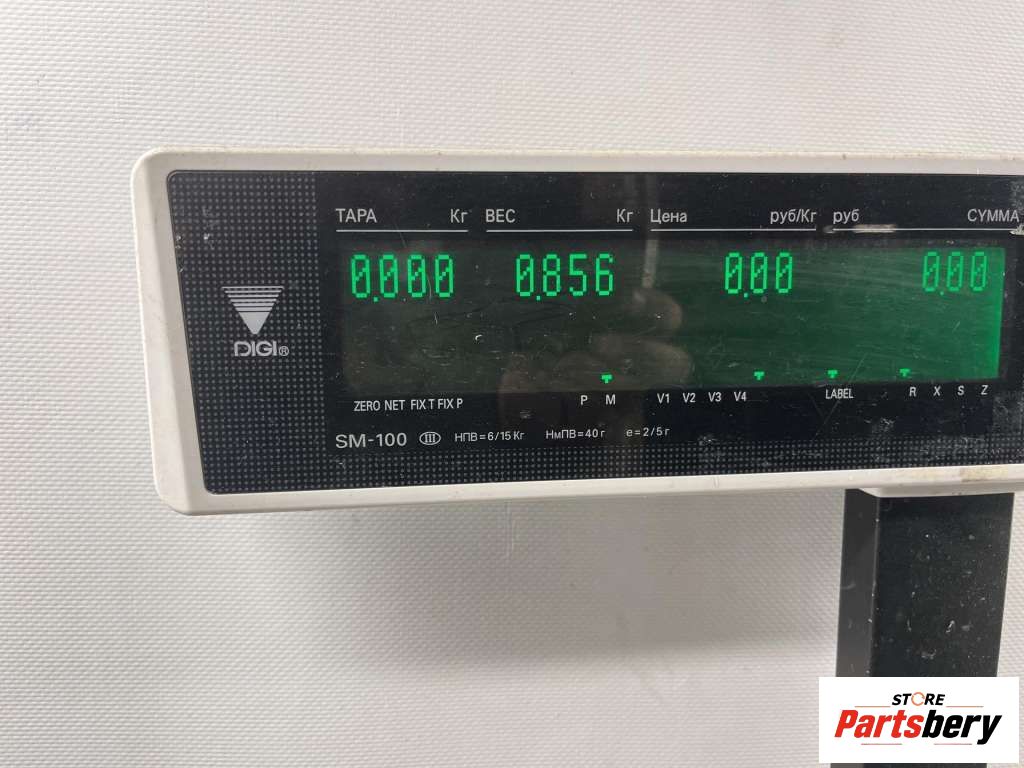 ТАРА Кг ВЕС Кг Цена руб/Кг руб СУММА
0.000 0.856 0.00 0.00
DIGI®
ZERO NET FIX T FIX P P M V1 V2 V3 V4 LABEL R X S Z
SM-100 III НПВ=6/15 Кг НмПВ=40 г e=2/5 г
STORE
Partsbery